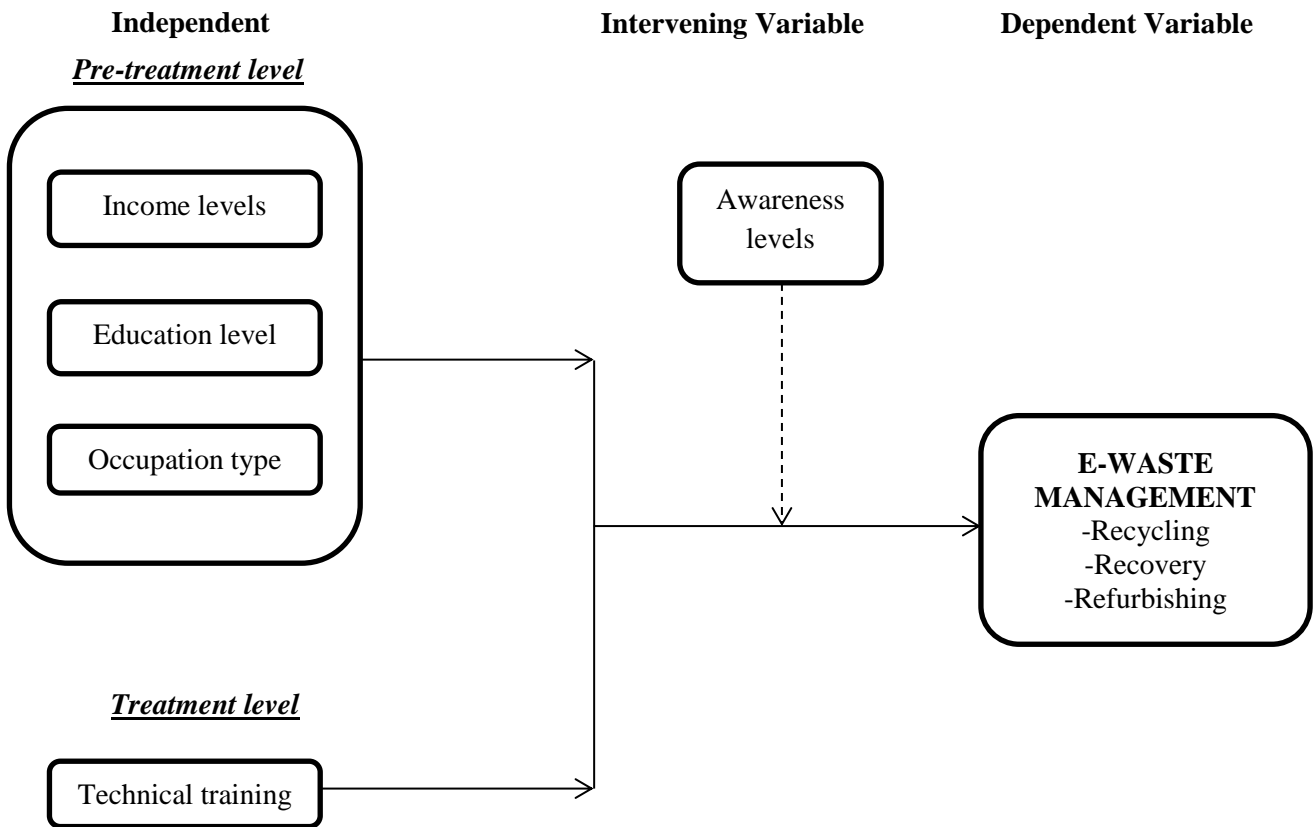 Independent
Intervening Variable
Dependent Variable
Pre-treatment level
Income levels
Education level
Occupation type
Awareness
levels
E-WASTE
MANAGEMENT
-Recycling
-Recovery
-Refurbishing
Treatment level
Technical training